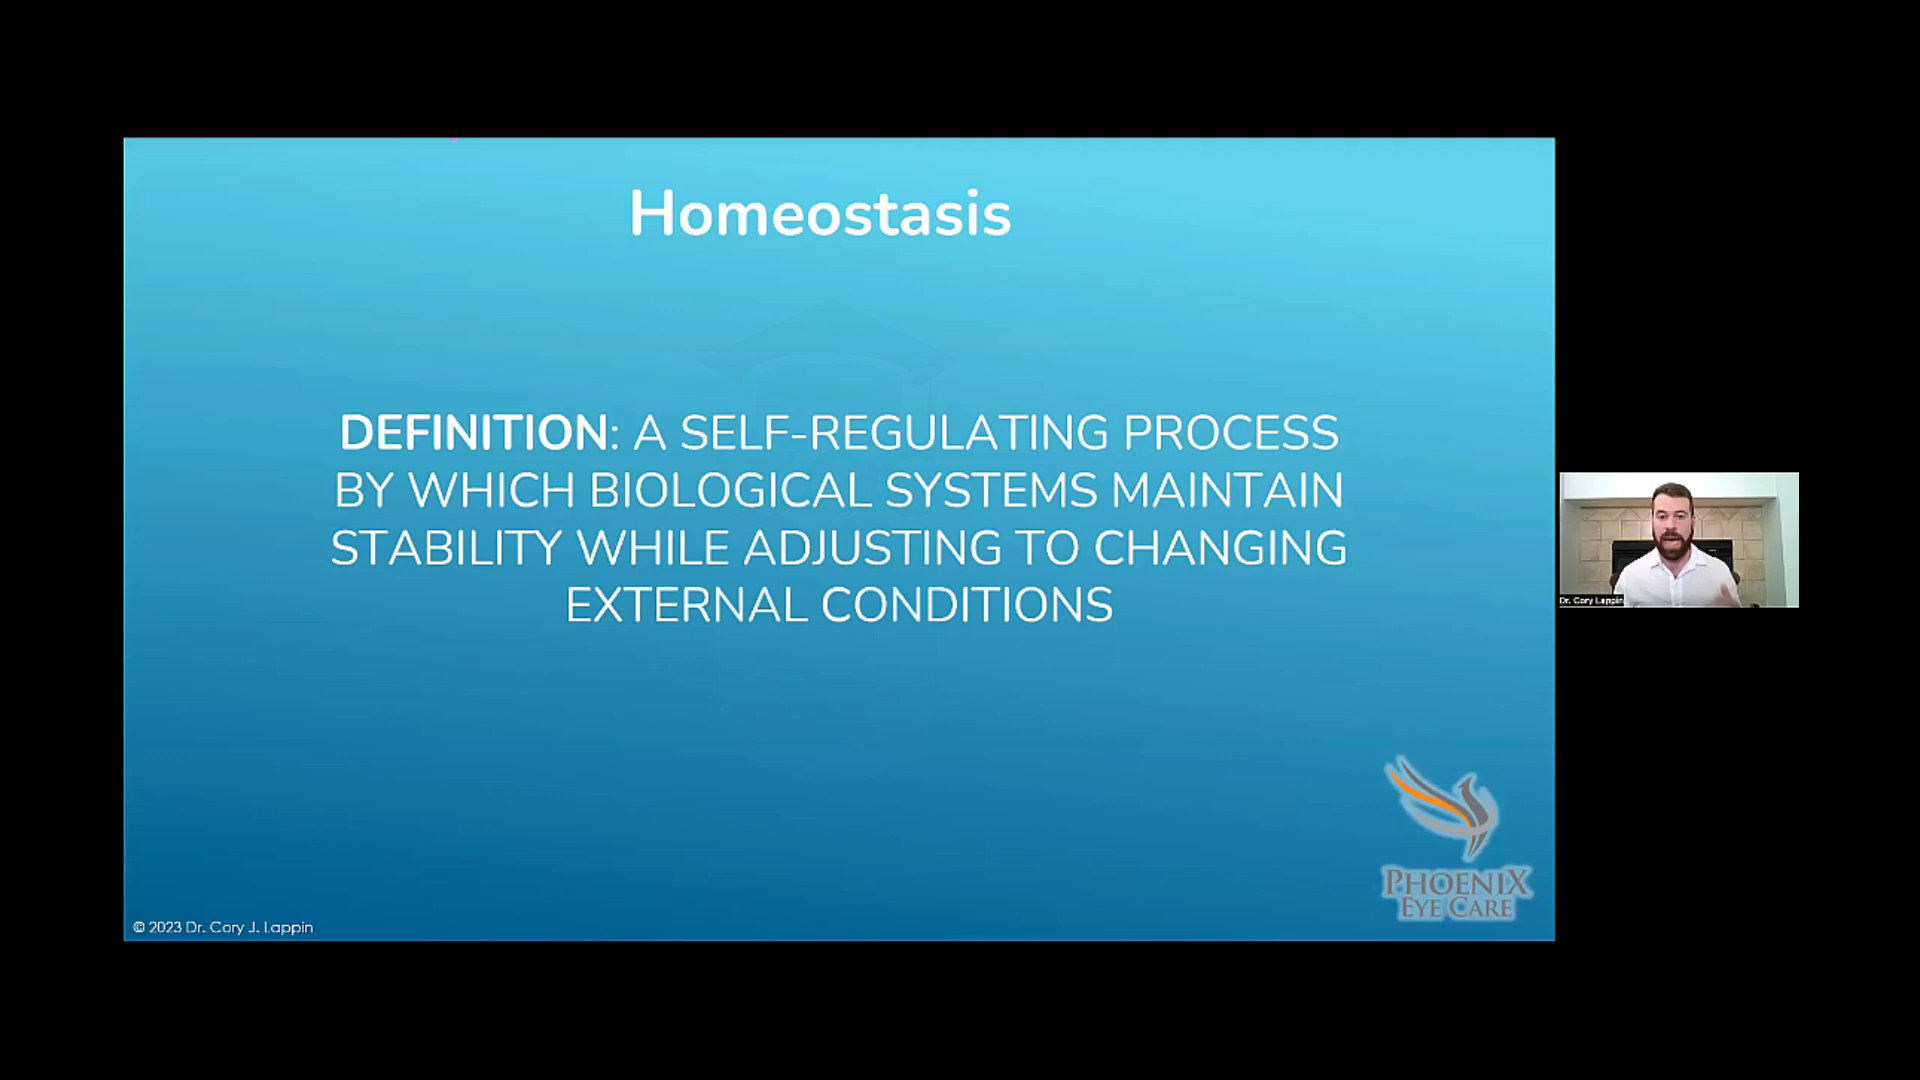 Homeostasis
DEFINITION: A SELF-REGULATING PROCESS
BY WHICH BIOLOGICAL SYSTEMS MAINTAIN
STABILITY WHILE ADJUSTING TO CHANGING
EXTERNAL CONDITIONS
Dr. Cory Lappin
PHOENIX
EYE CARE
© 2023 Dr. Cory J. Lappin